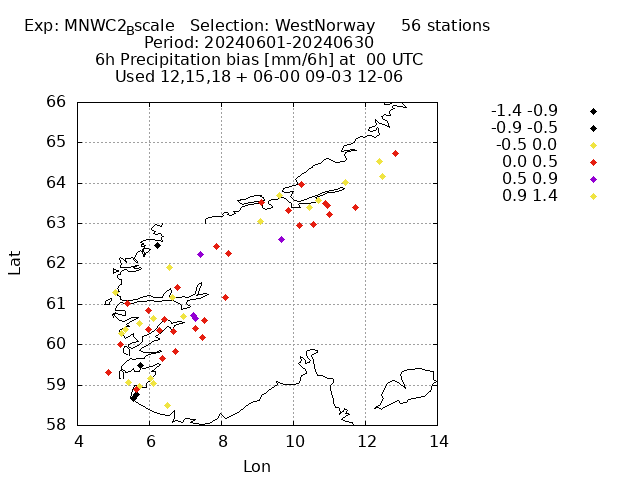 Exp: MNWC2Bscale Selection: WestNorway 56 stations
Period: 20240601-20240630
6h Precipitation bias [mm/6h] at 00 UTC
Used 12,15,18 + 06-00 09-03 12-06
-1.4 -0.9
-0.9 -0.5
-0.5 0.0
0.0 0.5
0.5 0.9
0.9 1.4
66
65
64
63
62
61
60
59
58
Lat
4 6 8 10 12 14
Lon